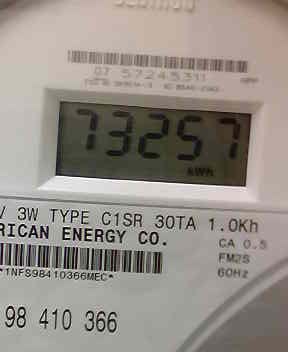 07 57245311
73257
kWh
V 3W TYPE C1SR 30TA 1.0Kh
RICAN ENERGY CO.
CA 0.5
FM2S
60Hz
*1NFS98410366MEC*
98 410 366